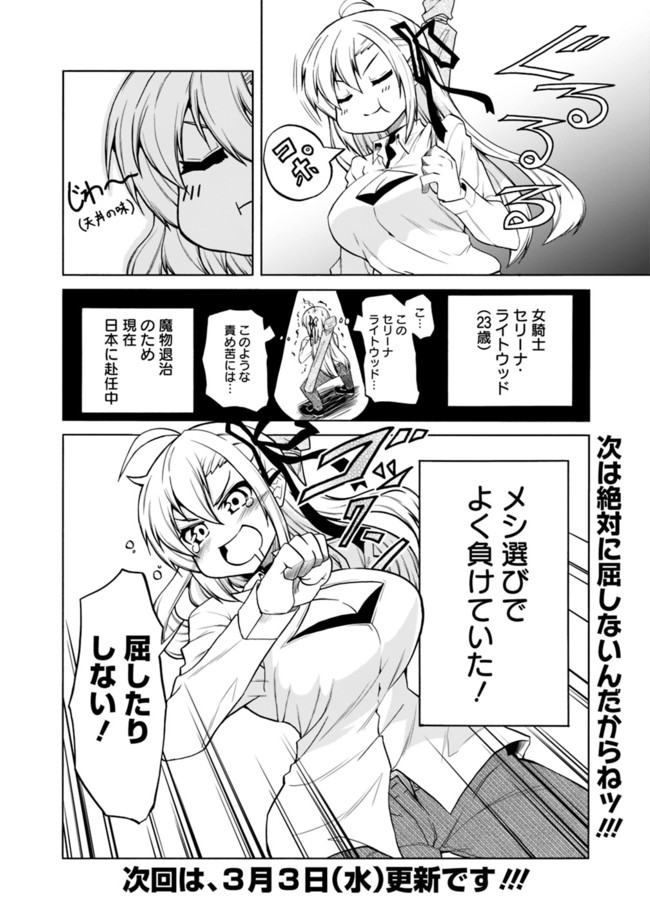 ぐるるるる
コポ
じゅわ〜
(天丼の味)
女騎士
セリーナ・
ライトウッド
(23歳)
こ…
この
セリーナ
ライトウッド…
このような
責め苦には…
魔物退治
のため
現在
日本に赴任中
メシ選びで
よく負けていた!
屈したり
しない!
次は絶対に屈しないんだからねッ!!!
次回は、3月3日(水)更新です!!!